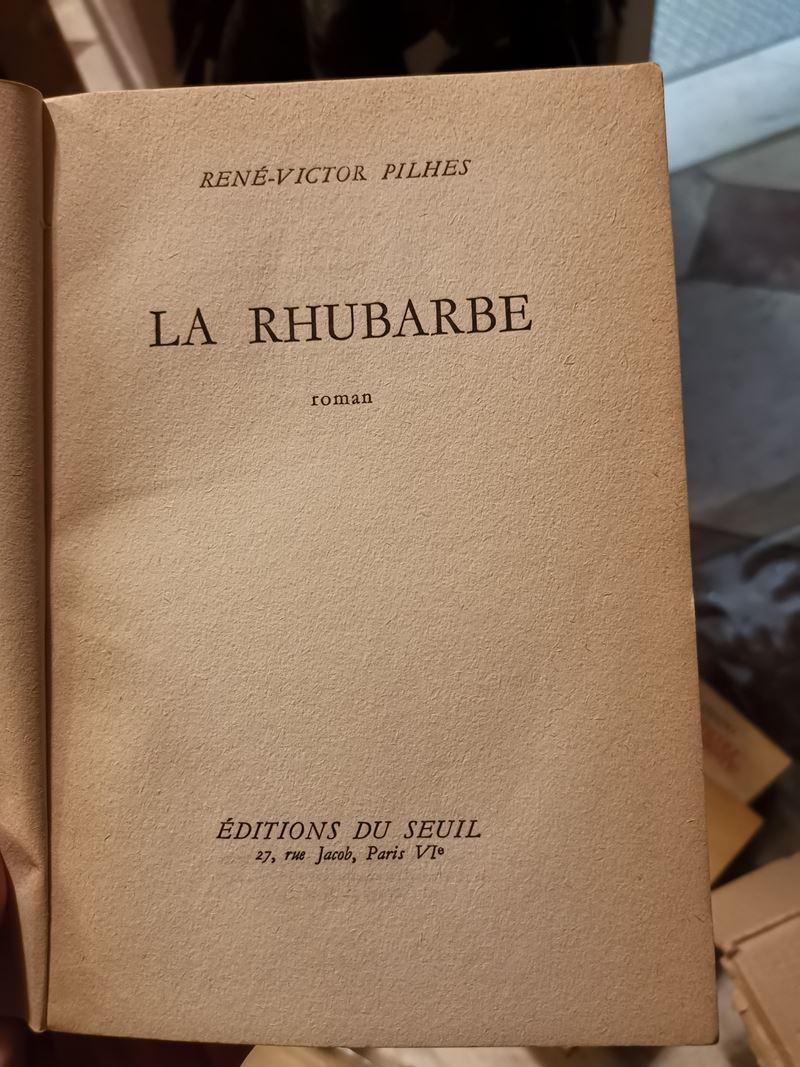 RENÉ-VICTOR PILHES
LA RHUBARBE
roman
ÉDITIONS DU SEUIL
27, rue Jacob, Paris VIᵉ